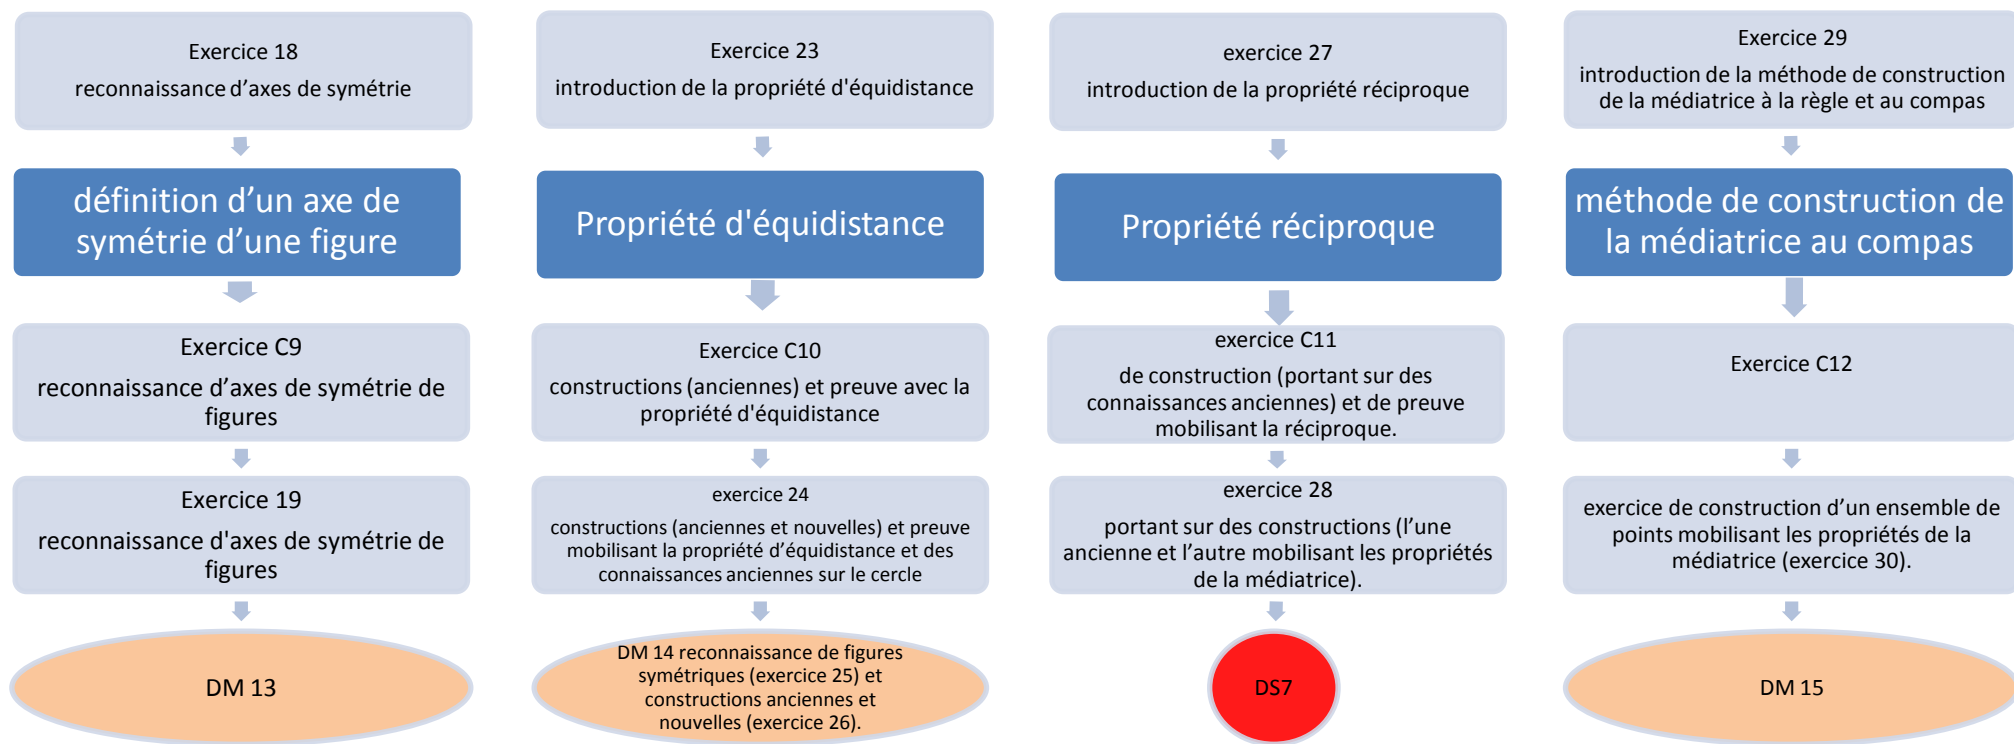 Exercice 18
reconnaissance d’axes de symétrie
définition d’un axe de
symétrie d’une figure
Exercice C9
reconnaissance d’axes de symétrie de
figures
Exercice 19
reconnaissance d'axes de symétrie de
figures
DM 13
Exercice 23
introduction de la propriété d'équidistance
Propriété d'équidistance
Exercice C10
constructions (anciennes) et preuve avec la
propriété d'équidistance
exercice 24
constructions (anciennes et nouvelles) et preuve
mobilisant la propriété d’équidistance et des
connaissances anciennes sur le cercle
DM 14 reconnaissance de figures
symétriques (exercice 25) et
constructions anciennes et
nouvelles (exercice 26).
exercice 27
introduction de la propriété réciproque
Propriété réciproque
exercice C11
de construction (portant sur des
connaissances anciennes) et de preuve
mobilisant la réciproque.
exercice 28
portant sur des constructions (l’une
ancienne et l’autre mobilisant les propriétés
de la médiatrice).
DS7
Exercice 29
introduction de la méthode de construction
de la médiatrice à la règle et au compas
méthode de construction de
la médiatrice au compas
Exercice C12
exercice de construction d’un ensemble de
points mobilisant les propriétés de la
médiatrice (exercice 30).
DM 15